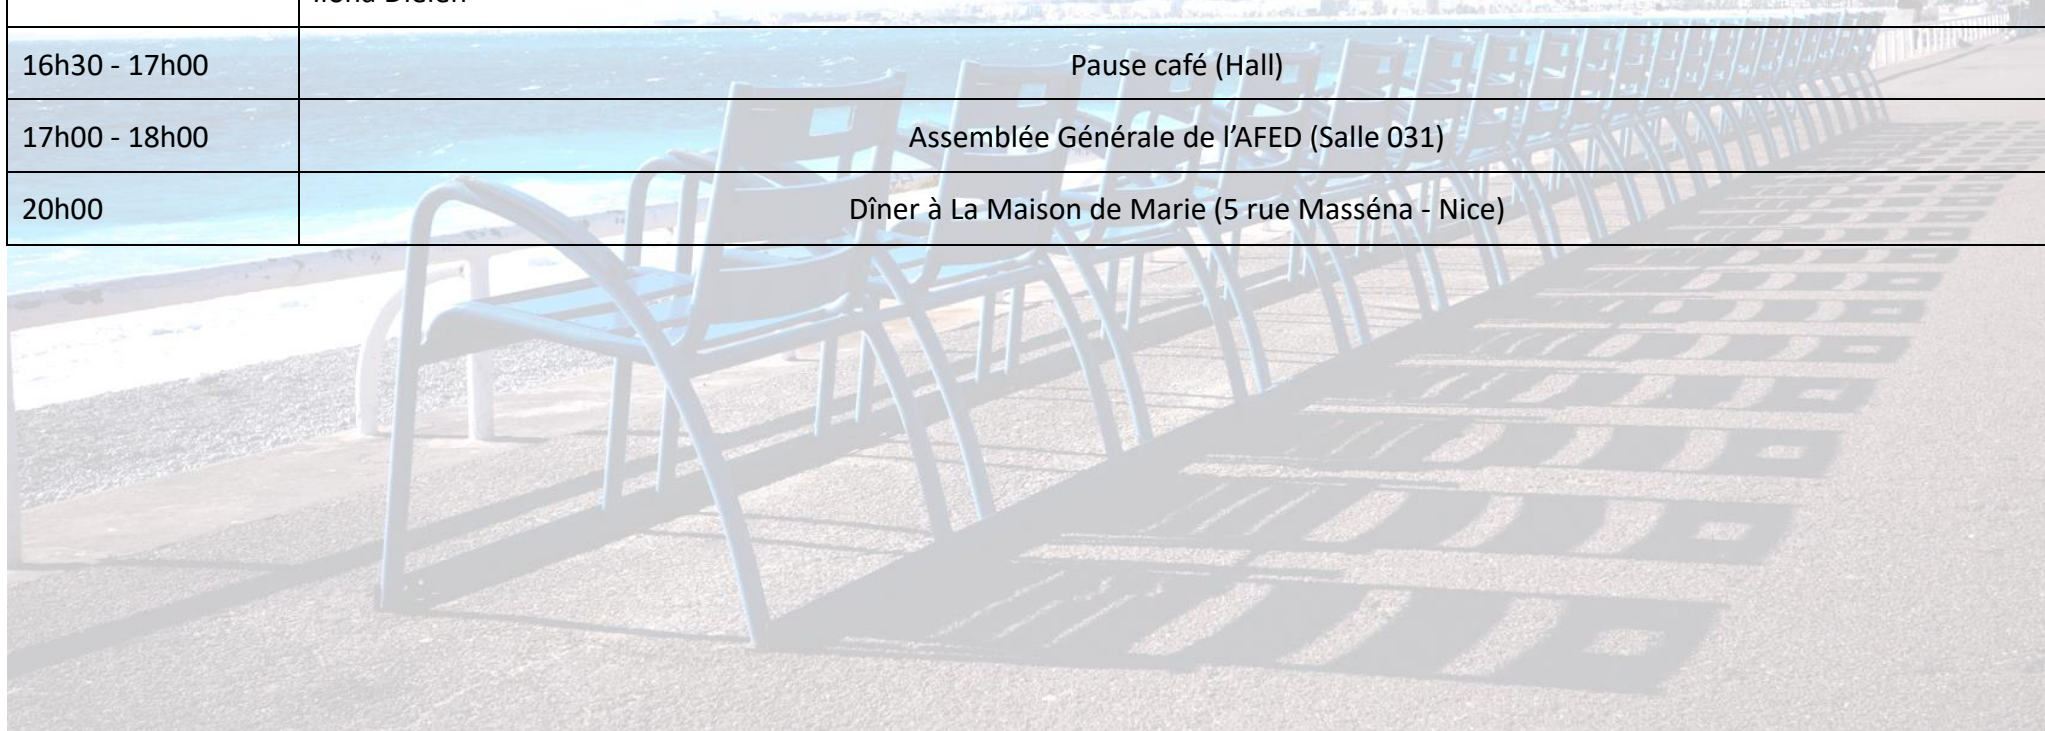 16h30 - 17h00 Pause café (Hall)
17h00 - 18h00 Assemblée Générale de l’AFED (Salle 031)
20h00 Dîner à La Maison de Marie (5 rue Masséna - Nice)